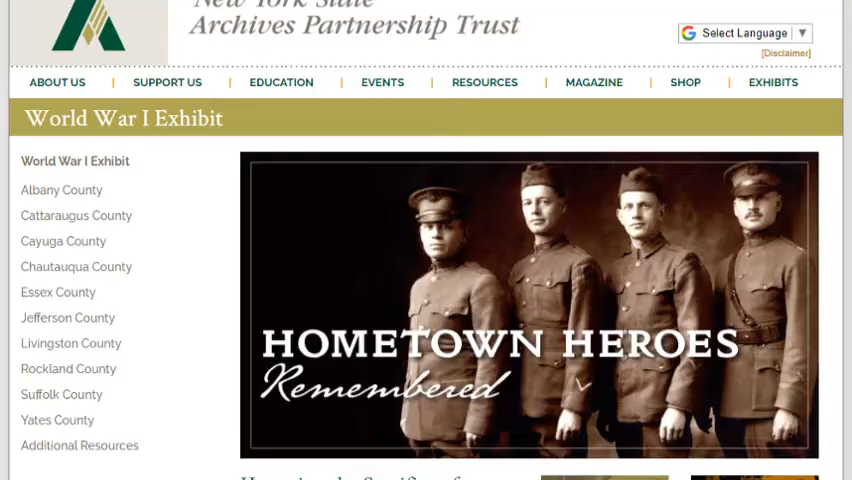 New York State
Archives Partnership Trust
Select Language
[Disclaimer]
ABOUT US
SUPPORT US
EDUCATION
EVENTS
RESOURCES
MAGAZINE
SHOP
EXHIBITS
World War I Exhibit
World War I Exhibit
Albany County
Cattaraugus County
Cayuga County
Chautauqua County
Essex County
Jefferson County
Livingston County
Rockland County
Suffolk County
Yates County
Additional Resources
HOMETOWN HEROES
Remembered